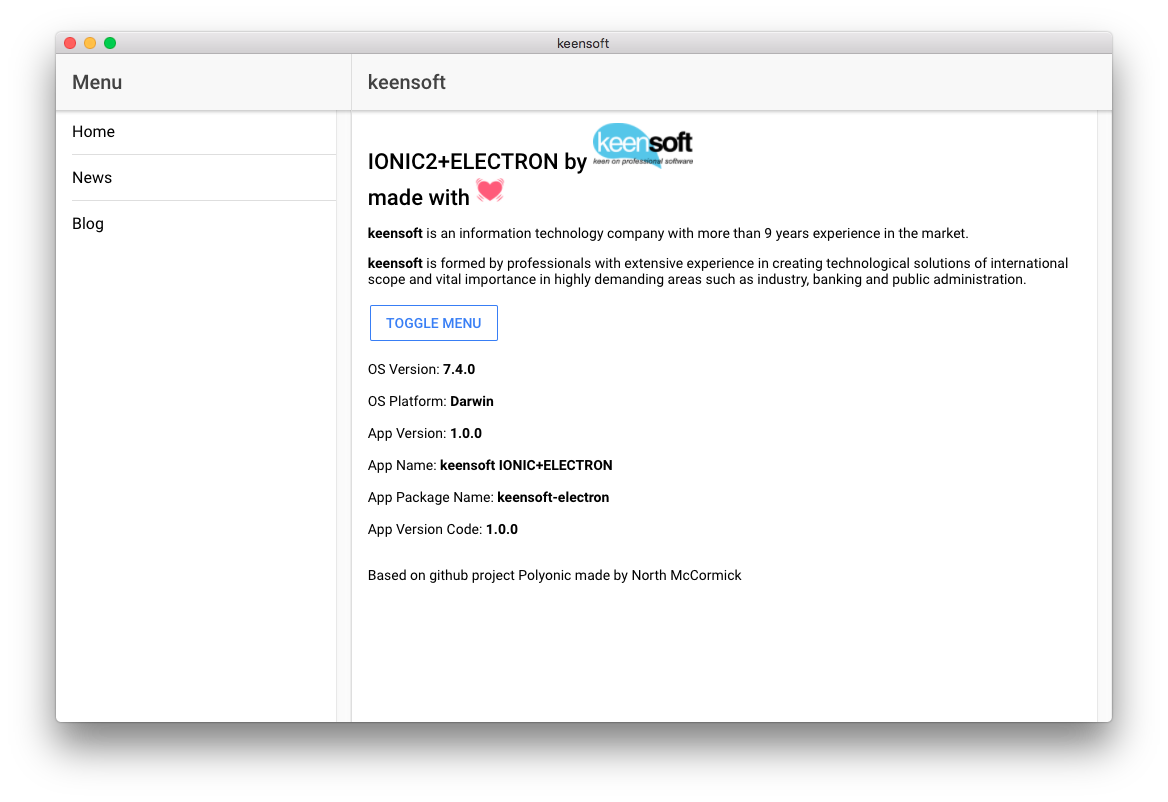 keensoft
Menu
keensoft
Home
News
Blog
keensoft
keen on professional software
IONIC2+ELECTRON by
made with
keensoft is an information technology company with more than 9 years experience in the market.
keensoft is formed by professionals with extensive experience in creating technological solutions of international
scope and vital importance in highly demanding areas such as industry, banking and public administration.
TOGGLE MENU
OS Version: 7.4.0
OS Platform: Darwin
App Version: 1.0.0
App Name: keensoft IONIC+ELECTRON
App Package Name: keensoft-electron
App Version Code: 1.0.0
Based on github project Polyonic made by North McCormick